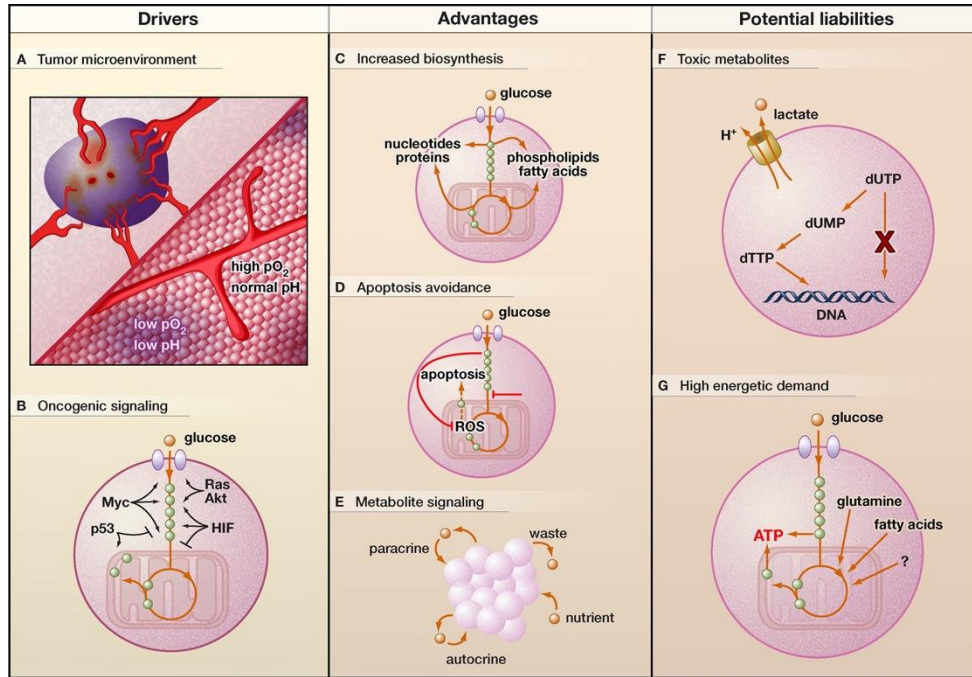 Drivers
A Tumor microenvironment
high pO2
normal pH
low pO2
low pH
B Oncogenic signaling
glucose
Myc
Ras
Akt
p53
HIF
Advantages
C Increased biosynthesis
glucose
nucleotides
proteins
phospholipids
fatty acids
D Apoptosis avoidance
glucose
apoptosis
ROS
E Metabolite signaling
paracrine
waste
nutrient
autocrine
Potential liabilities
F Toxic metabolites
lactate
H+
dUTP
dUMP
dTTP
X
DNA
G High energetic demand
glucose
glutamine
fatty acids
ATP
?